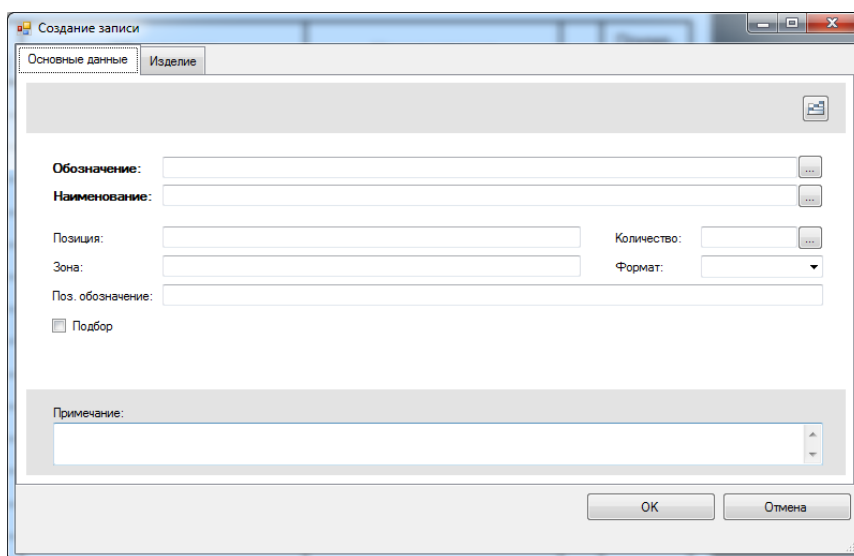 Создание записи
Основные данные Изделие
Обозначение: ...
Наименование: ...
Позиция: Количество: ...
Зона: Формат:
Поз. обозначение:
Подбор
Примечание:
OK Отмена